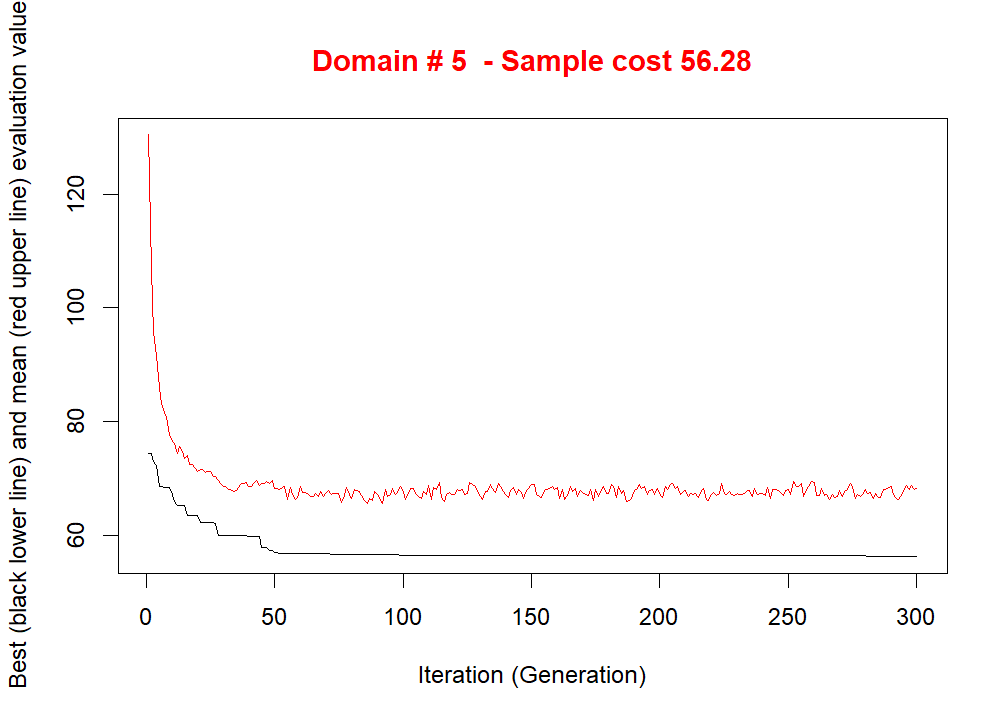 Domain # 5  - Sample cost 56.28
Best (black lower line) and mean (red upper line) evaluation value
120
100
80
60
0 50 100 150 200 250 300
Iteration (Generation)